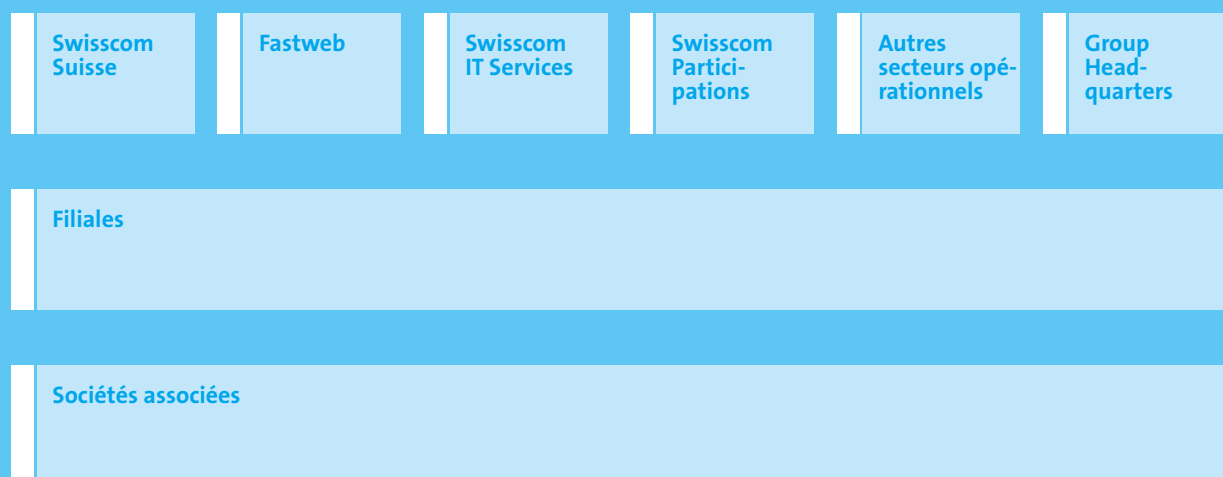 Swisscom
Suisse
Fastweb
Swisscom
IT Services
Swisscom
Partici-
pations
Autres
secteurs opé-
rationnels
Group
Head-
quarters
Filiales
Sociétés associées